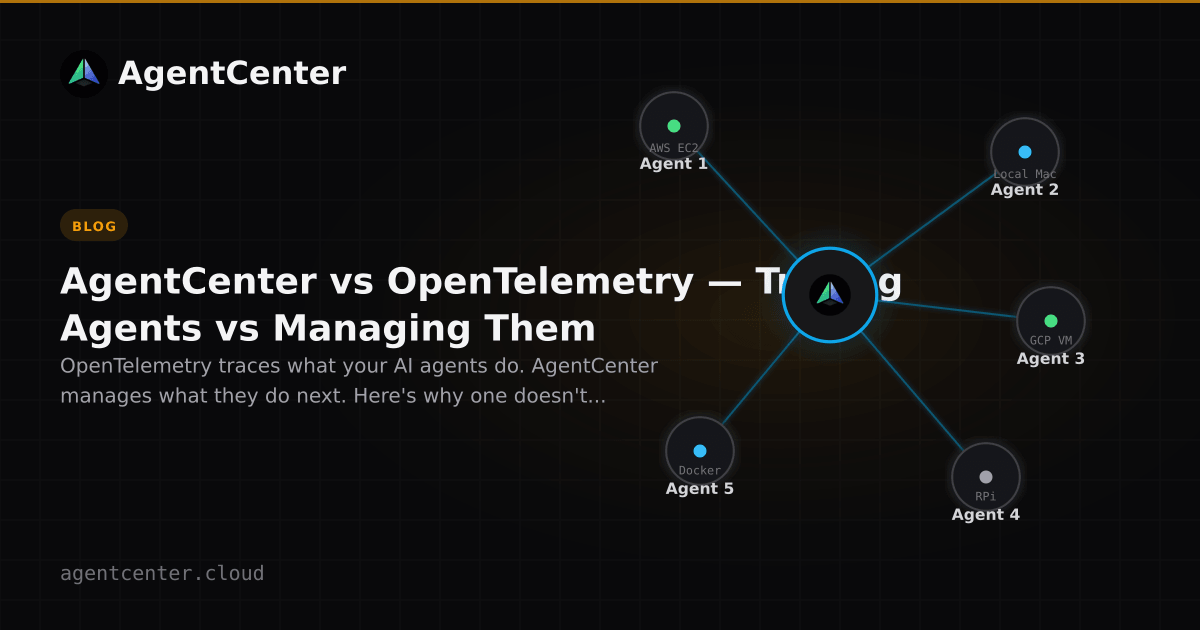 AgentCenter
BLOG
AgentCenter vs OpenTelemetry — Tr g
Agents vs Managing Them
OpenTelemetry traces what your AI agents do. AgentCenter
manages what they do next. Here's why one doesn't...
agentcenter.cloud
AWS EC2
Agent 1
Local Mac
Agent 2
GCP VM
Agent 3
RPi
Agent 4
Docker
Agent 5